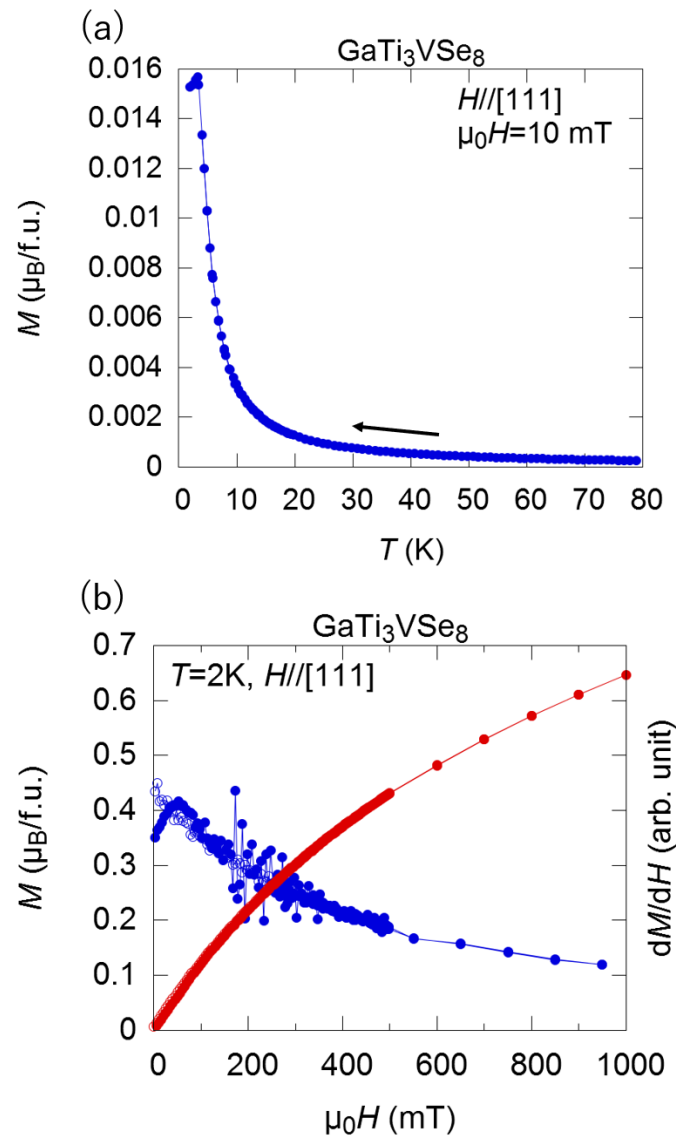 (a)
GaTi₃VSe₈
H//[111]
μ₀H=10 mT
0.016
0.014
0.012
0.01
0.008
0.006
0.004
0.002
0
M (μ_B/f.u.)
0 10 20 30 40 50 60 70 80
T (K)
(b)
GaTi₃VSe₈
T=2K, H//[111]
0.7
0.6
0.5
0.4
0.3
0.2
0.1
0
M (μ_B/f.u.)
dM/dH (arb. unit)
0 200 400 600 800 1000
μ₀H (mT)